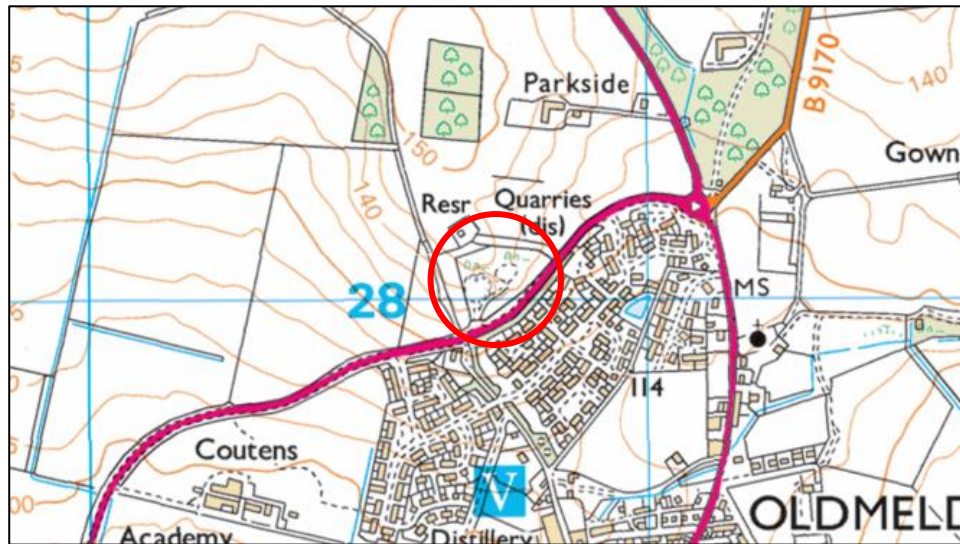 Parkside
B 9170
140
150
140
Gown
Resr
Quarries
(dis)
28
MS
114
Coutens
V
OLDMELD
Academy
Distillery